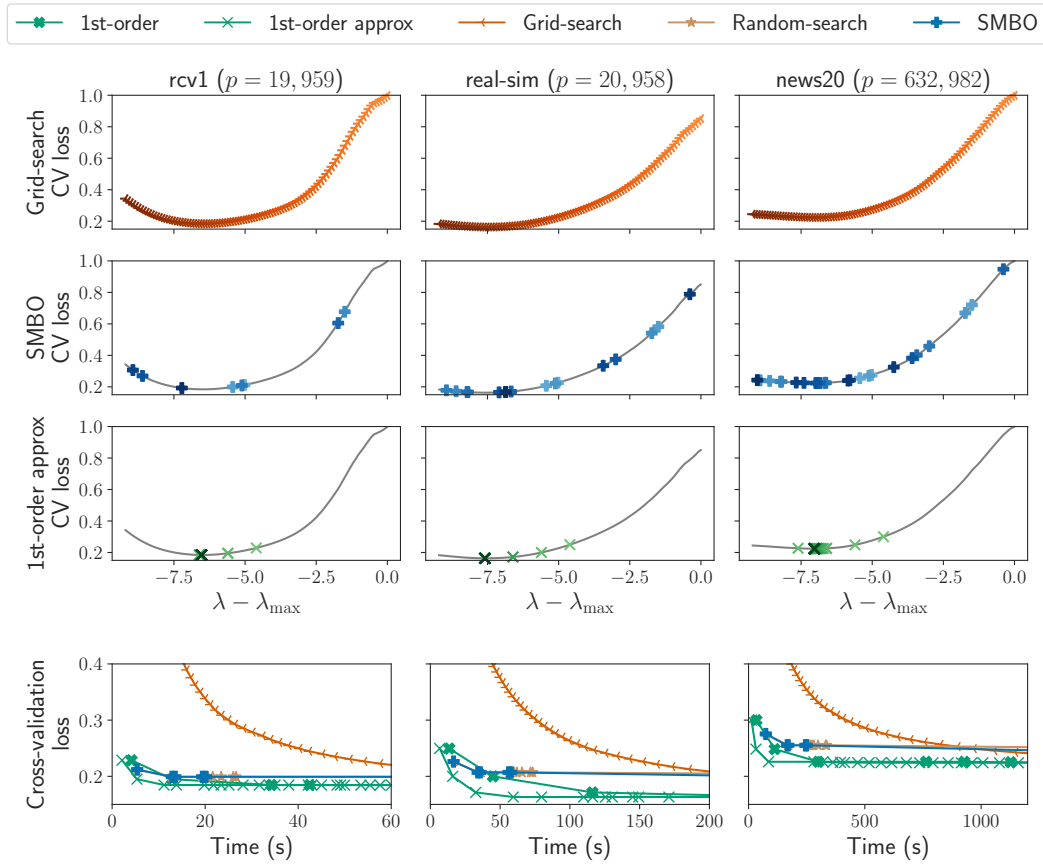 1st-order 1st-order approx Grid-search Random-search SMBO
rcv1 (p = 19, 959) real-sim (p = 20, 958) news20 (p = 632, 982)
Grid-search
CV loss
1.0
0.8
0.6
0.4
0.2
SMBO
CV loss
1.0
0.8
0.6
0.4
0.2
1st-order approx
CV loss
1.0
0.8
0.6
0.4
0.2
−7.5 −5.0 −2.5 0.0 −7.5 −5.0 −2.5 0.0 −7.5 −5.0 −2.5 0.0
λ − λmax λ − λmax λ − λmax
Cross-validation
loss
0.4
0.3
0.2
0 20 40 60 0 50 100 150 200 0 500 1000
Time (s) Time (s) Time (s)